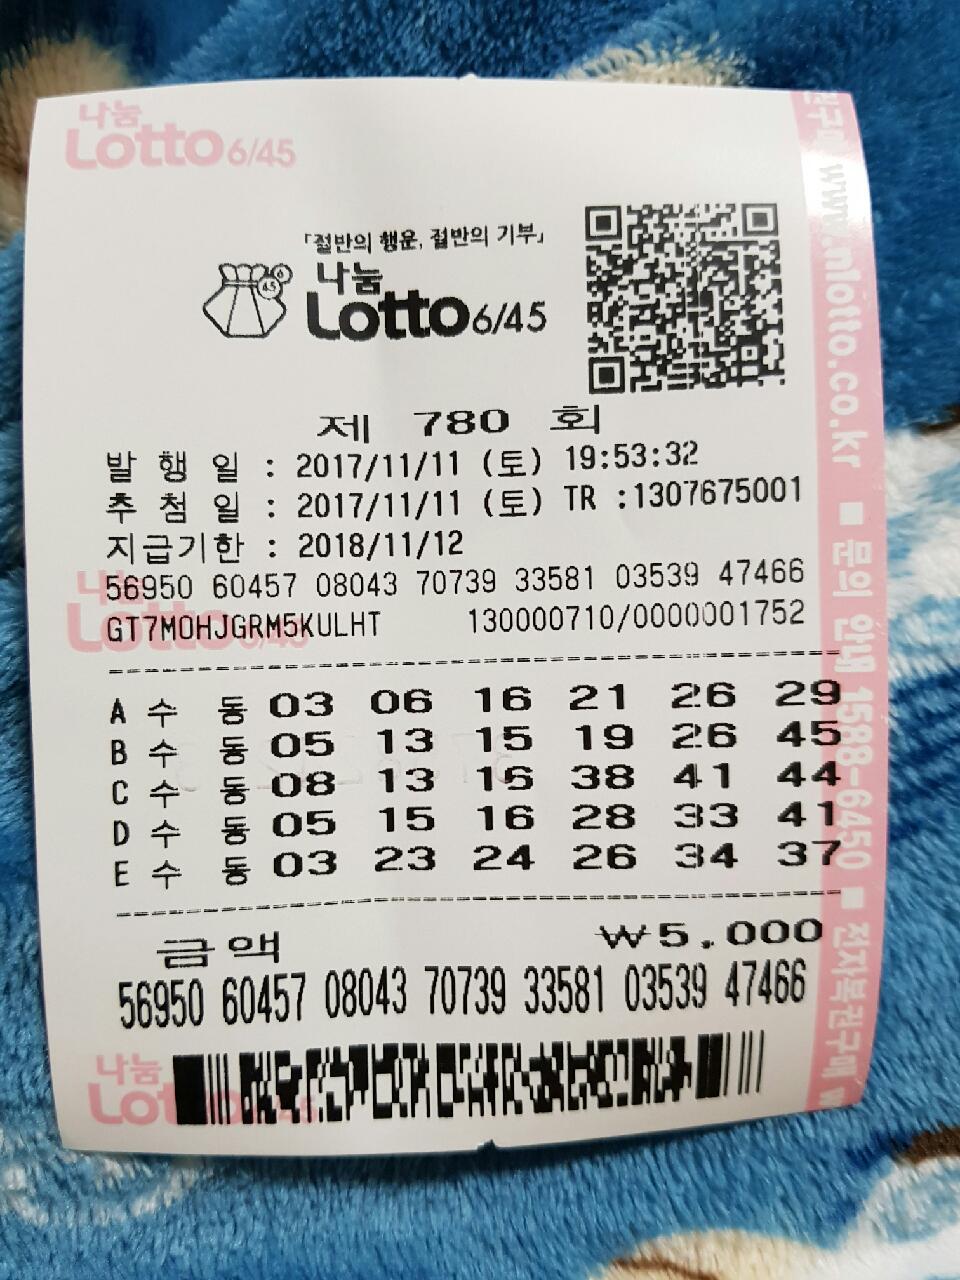 나눔
Lotto 6/45
「절반의 행운, 절반의 기부」
나눔
Lotto 6/45
제 780 회
발 행 일 : 2017/11/11 (토) 19:53:32
추 첨 일 : 2017/11/11 (토) TR :1307675001
지급기한 : 2018/11/12
56950 60457 08043 70739 33581 03539 47466
GT7MOHJGRM5KULHT 130000710/0000001752
나눔
Lotto 6/45
A 수 동 03 06 16 21 26 29
B 수 동 05 13 15 19 26 45
C 수 동 08 13 15 38 41 44
D 수 동 05 15 16 28 33 41
E 수 동 03 23 24 26 34 37
금액 ₩5,000
56950 60457 08043 70739 33581 03539 47466
나눔
www.nlotto.co.kr ■ 문의 안내 1588-6450 ■ 전자복권구매